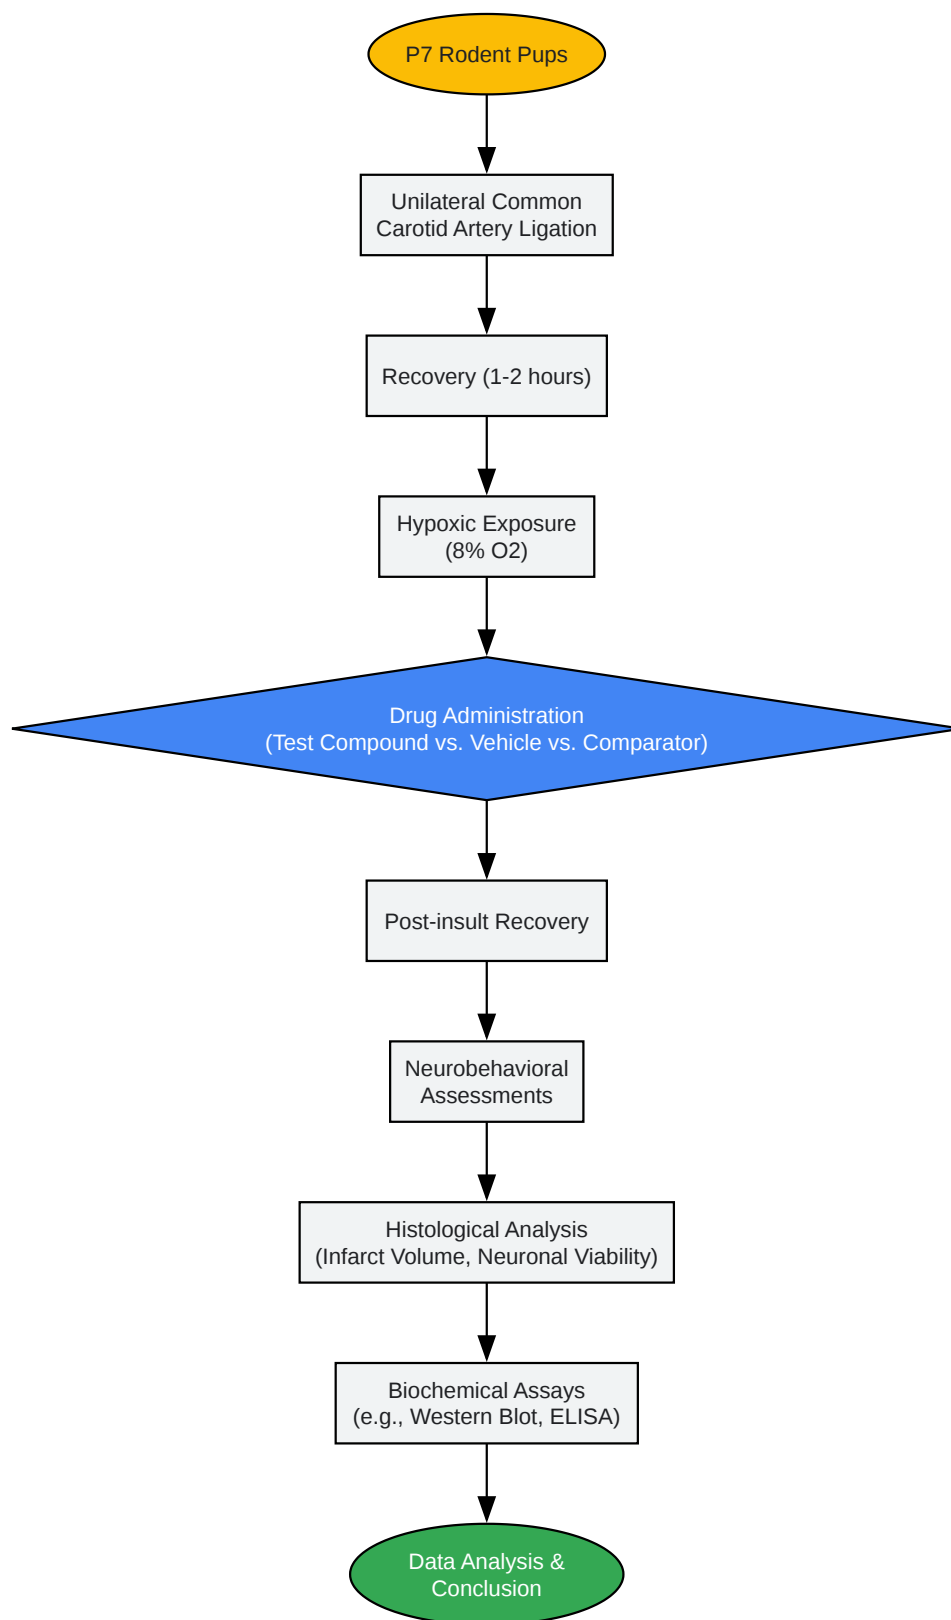 P7 Rodent Pups
Unilateral Common
Carotid Artery Ligation
Recovery (1-2 hours)
Hypoxic Exposure
(8% O2)
Drug Administration
(Test Compound vs. Vehicle vs. Comparator)
Post-insult Recovery
Neurobehavioral
Assessments
Histological Analysis
(Infarct Volume, Neuronal Viability)
Biochemical Assays
(e.g., Western Blot, ELISA)
Data Analysis &
Conclusion